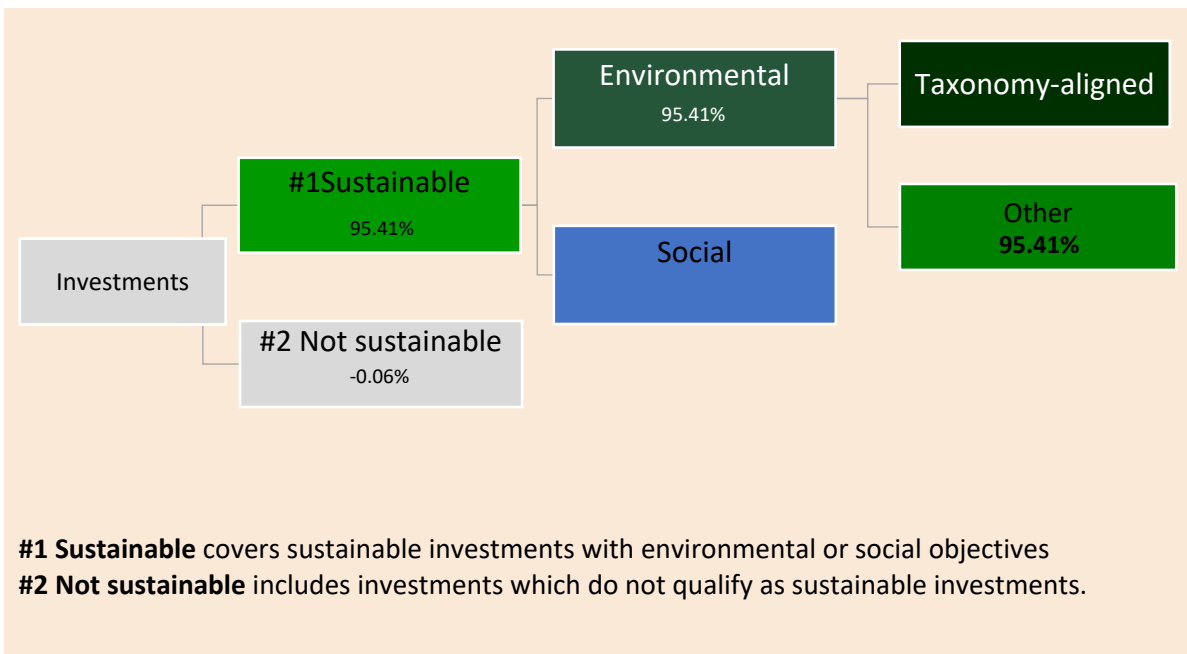 Investments
#1Sustainable
95.41%
#2 Not sustainable
-0.06%
Environmental
95.41%
Social
Taxonomy-aligned
Other
95.41%
#1 Sustainable covers sustainable investments with environmental or social objectives
#2 Not sustainable includes investments which do not qualify as sustainable investments.